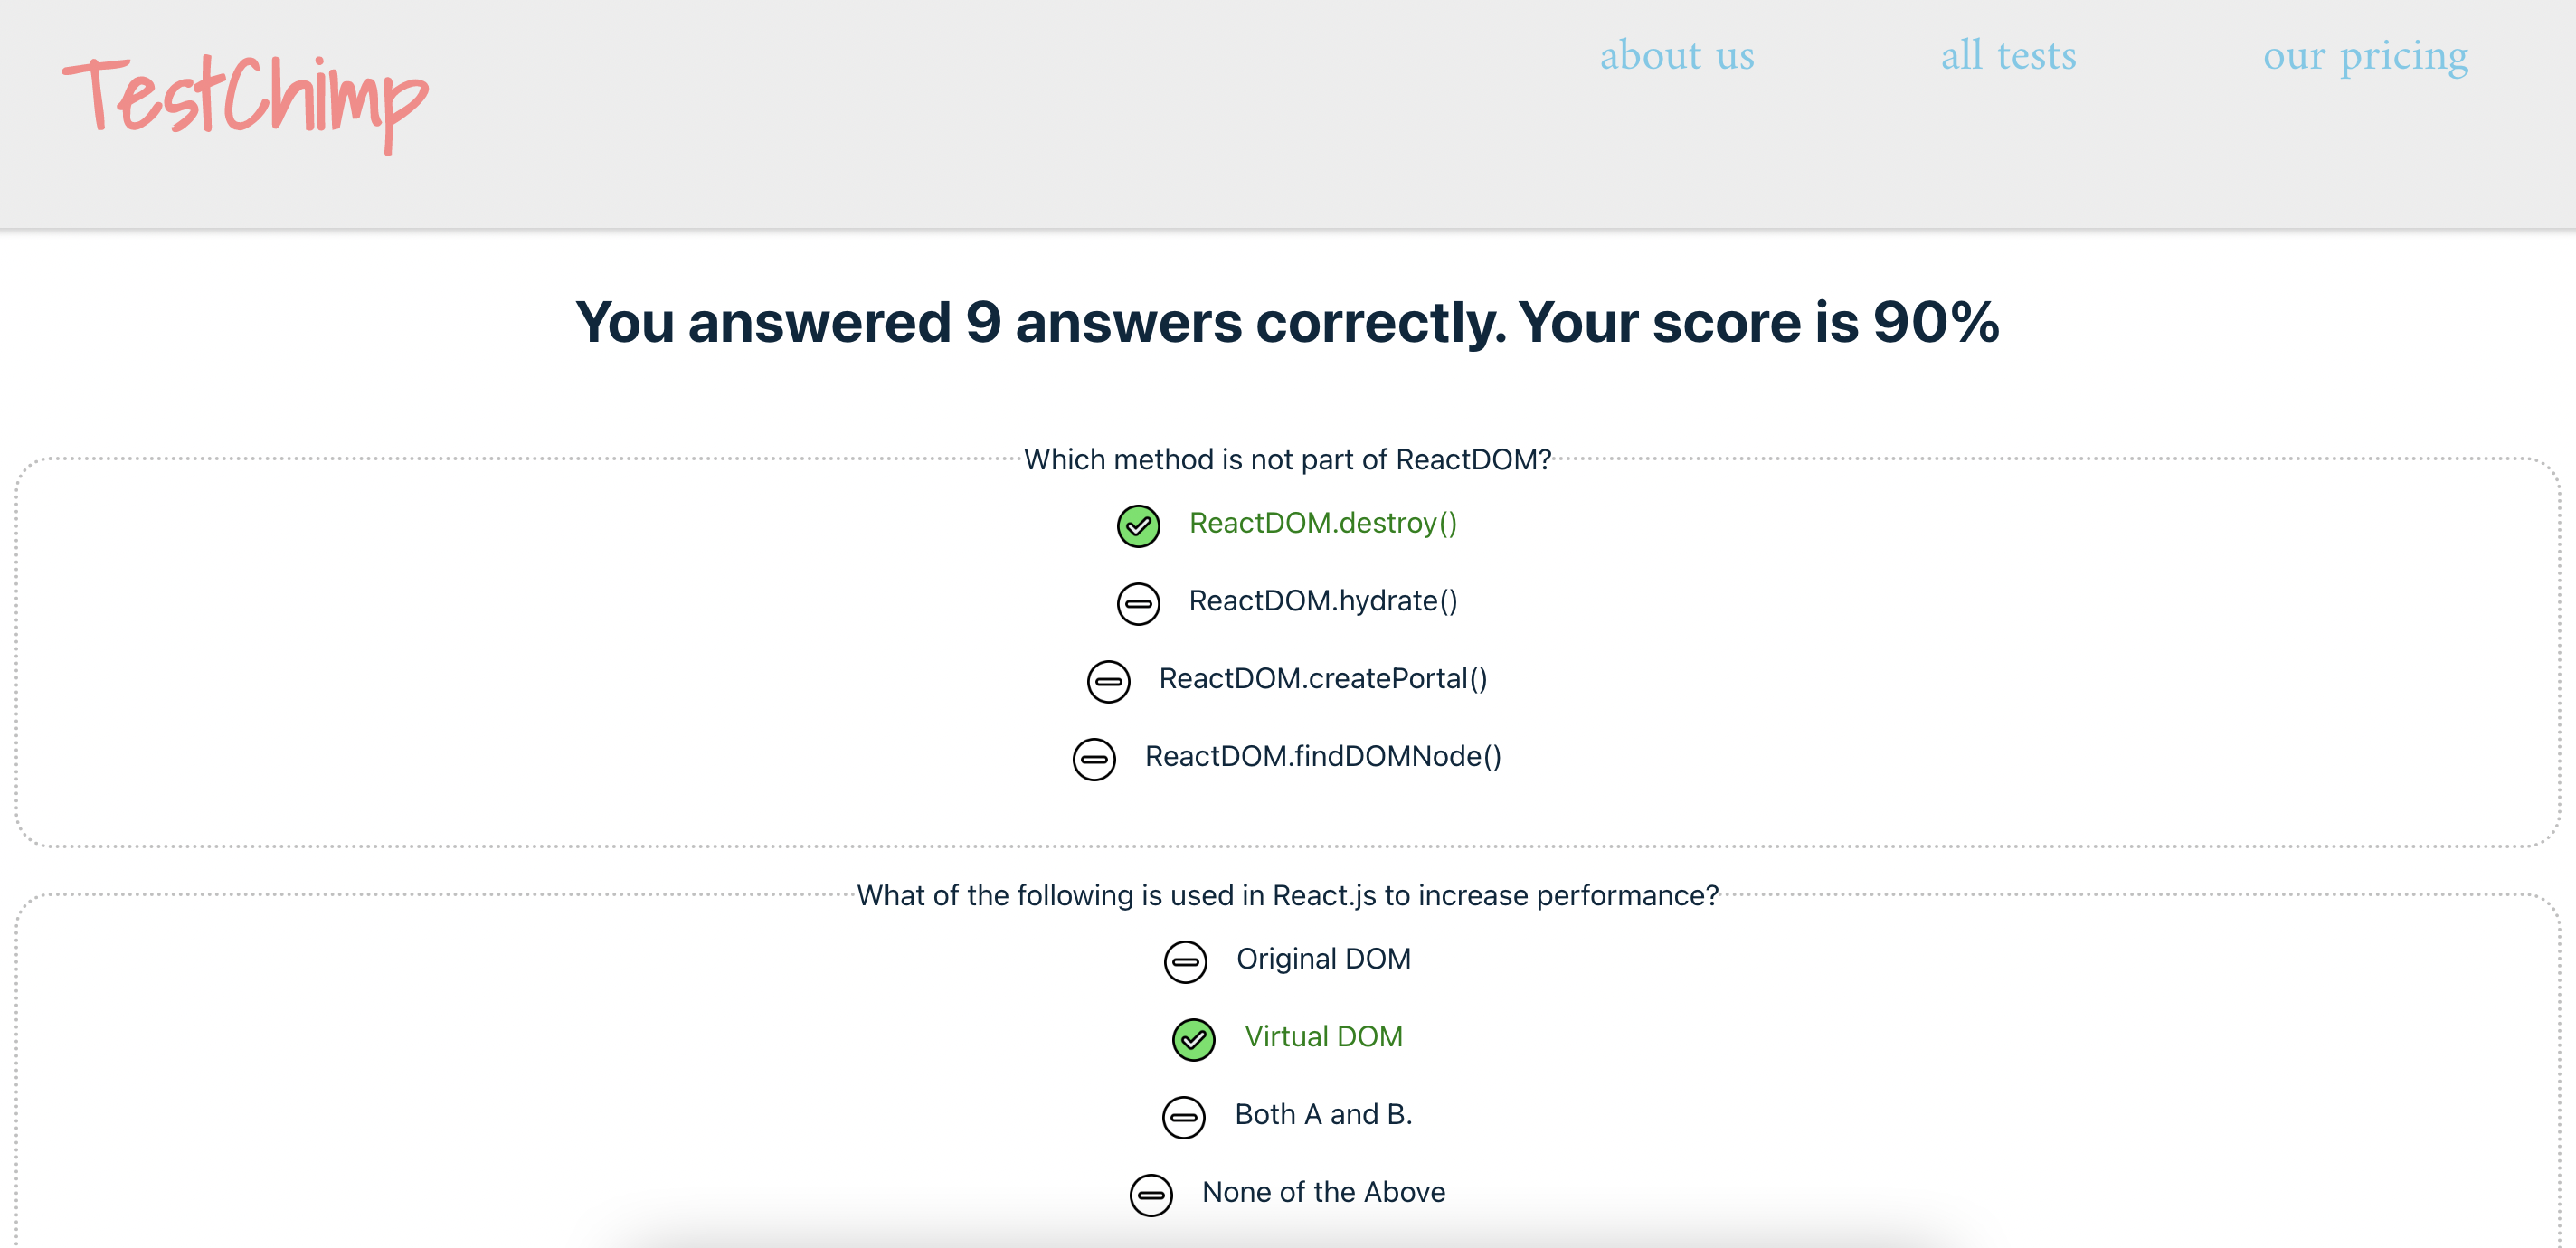 TestChimp
about us
all tests
our pricing
You answered 9 answers correctly. Your score is 90%
Which method is not part of ReactDOM?
ReactDOM.destroy()
ReactDOM.hydrate()
ReactDOM.createPortal()
ReactDOM.findDOMNode()
What of the following is used in React.js to increase performance?
Original DOM
Virtual DOM
Both A and B.
None of the Above